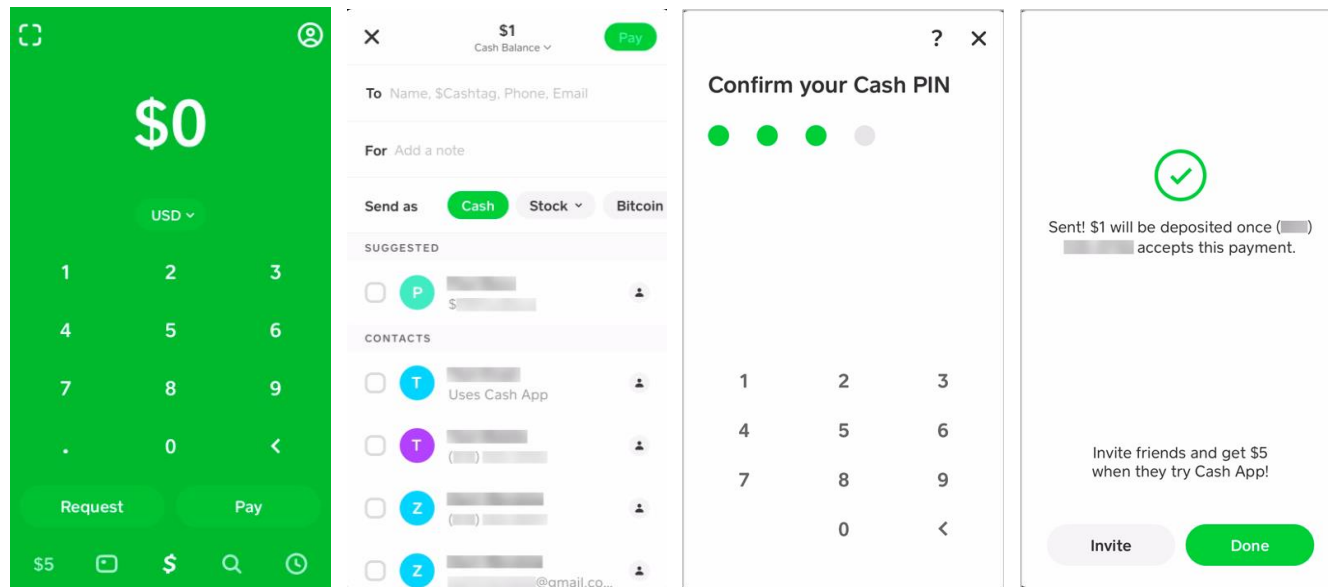 $0
USD
1 2 3
4 5 6
7 8 9
. 0 <
Request Pay
$5 $
$1
Cash Balance
Pay
To Name, $Cashtag, Phone, Email
For Add a note
Send as Cash Stock Bitcoin
SUGGESTED
P
$
CONTACTS
T
Uses Cash App
T
( )
Z
( )
Z
@gmail.co...
?
Confirm your Cash PIN
1 2 3
4 5 6
7 8 9
0 <
Sent! $1 will be deposited once ( )
accepts this payment.
Invite friends and get $5
when they try Cash App!
Invite Done